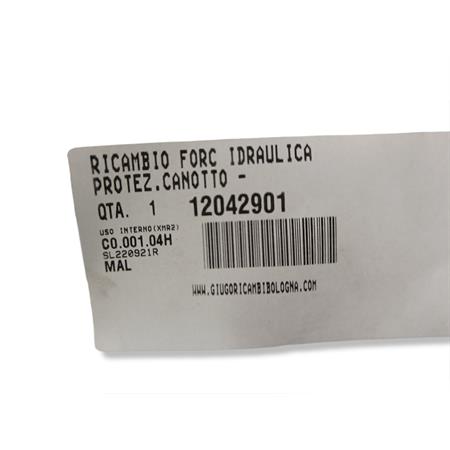 RICAMBIO FORC IDRAULICA
PROTEZ.CANOTTO -
QTA. 1 12042901
USO INTERNO(XMR2)
CO.001.04H
SL220921R
MAL
WWW.GIUGORICAMBIBOLOGNA.COM